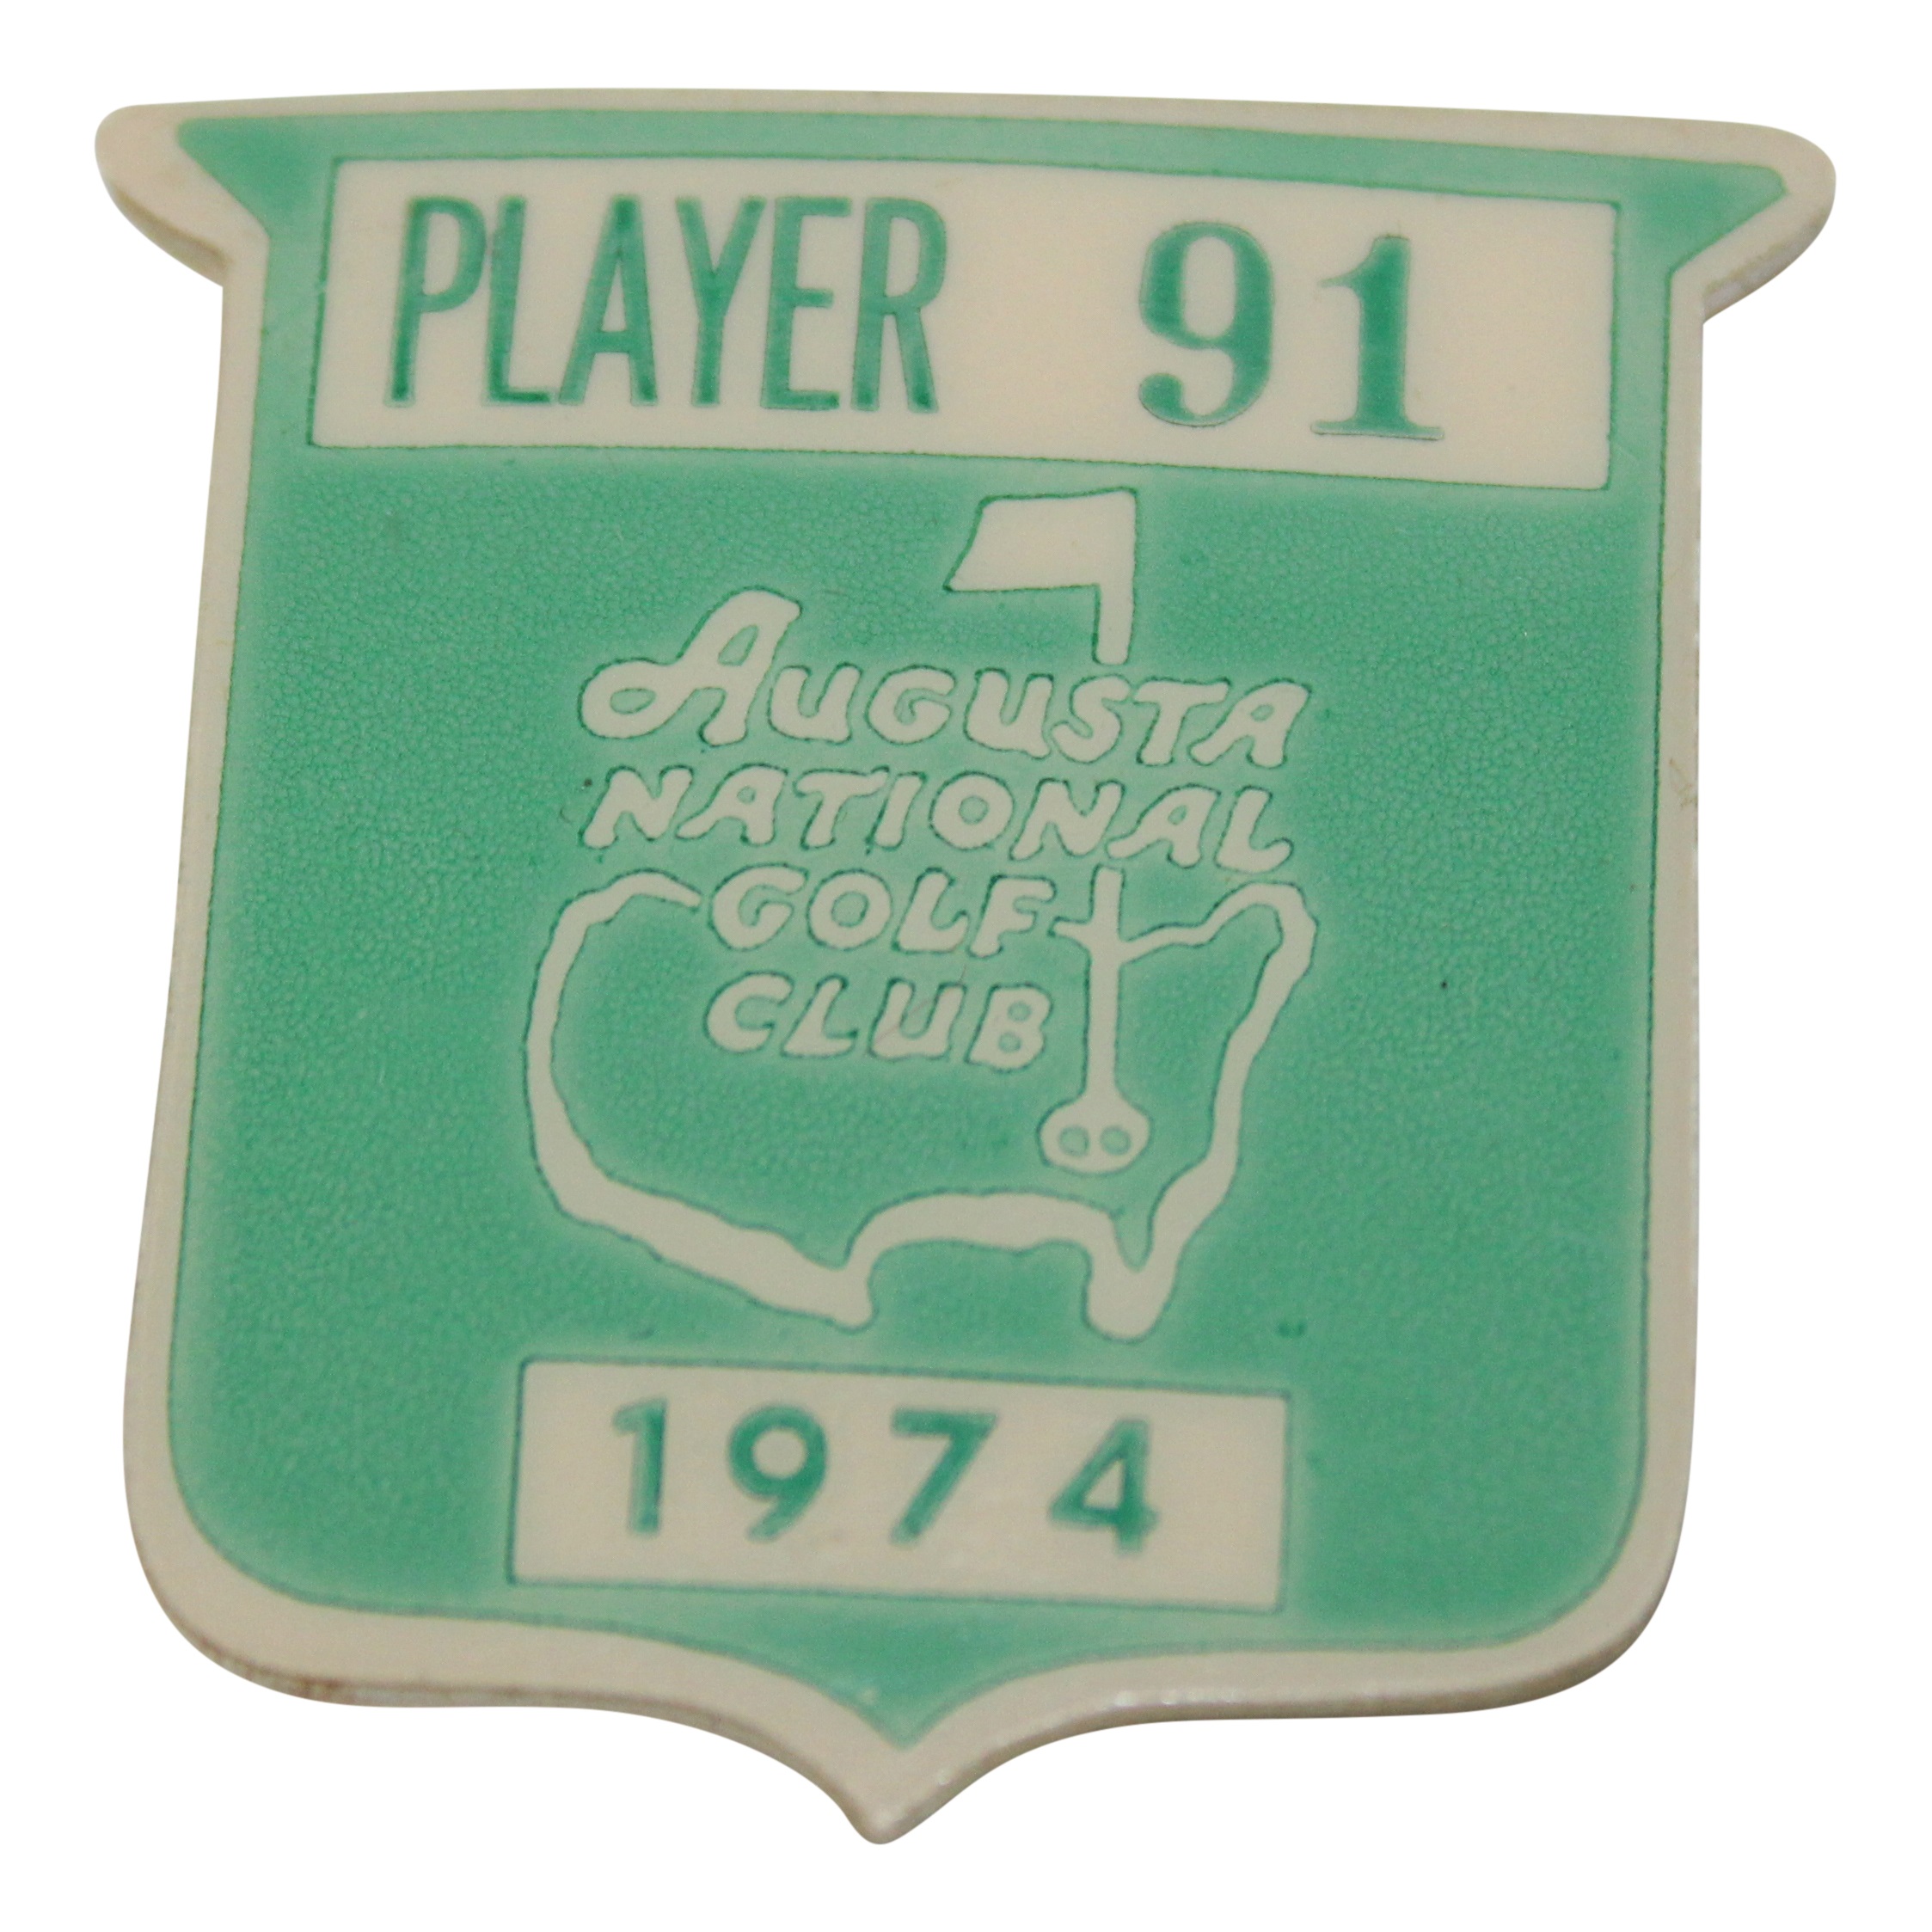 PLAYER 91
AUGUSTA
NATIONAL
GOLF
CLUB
1974